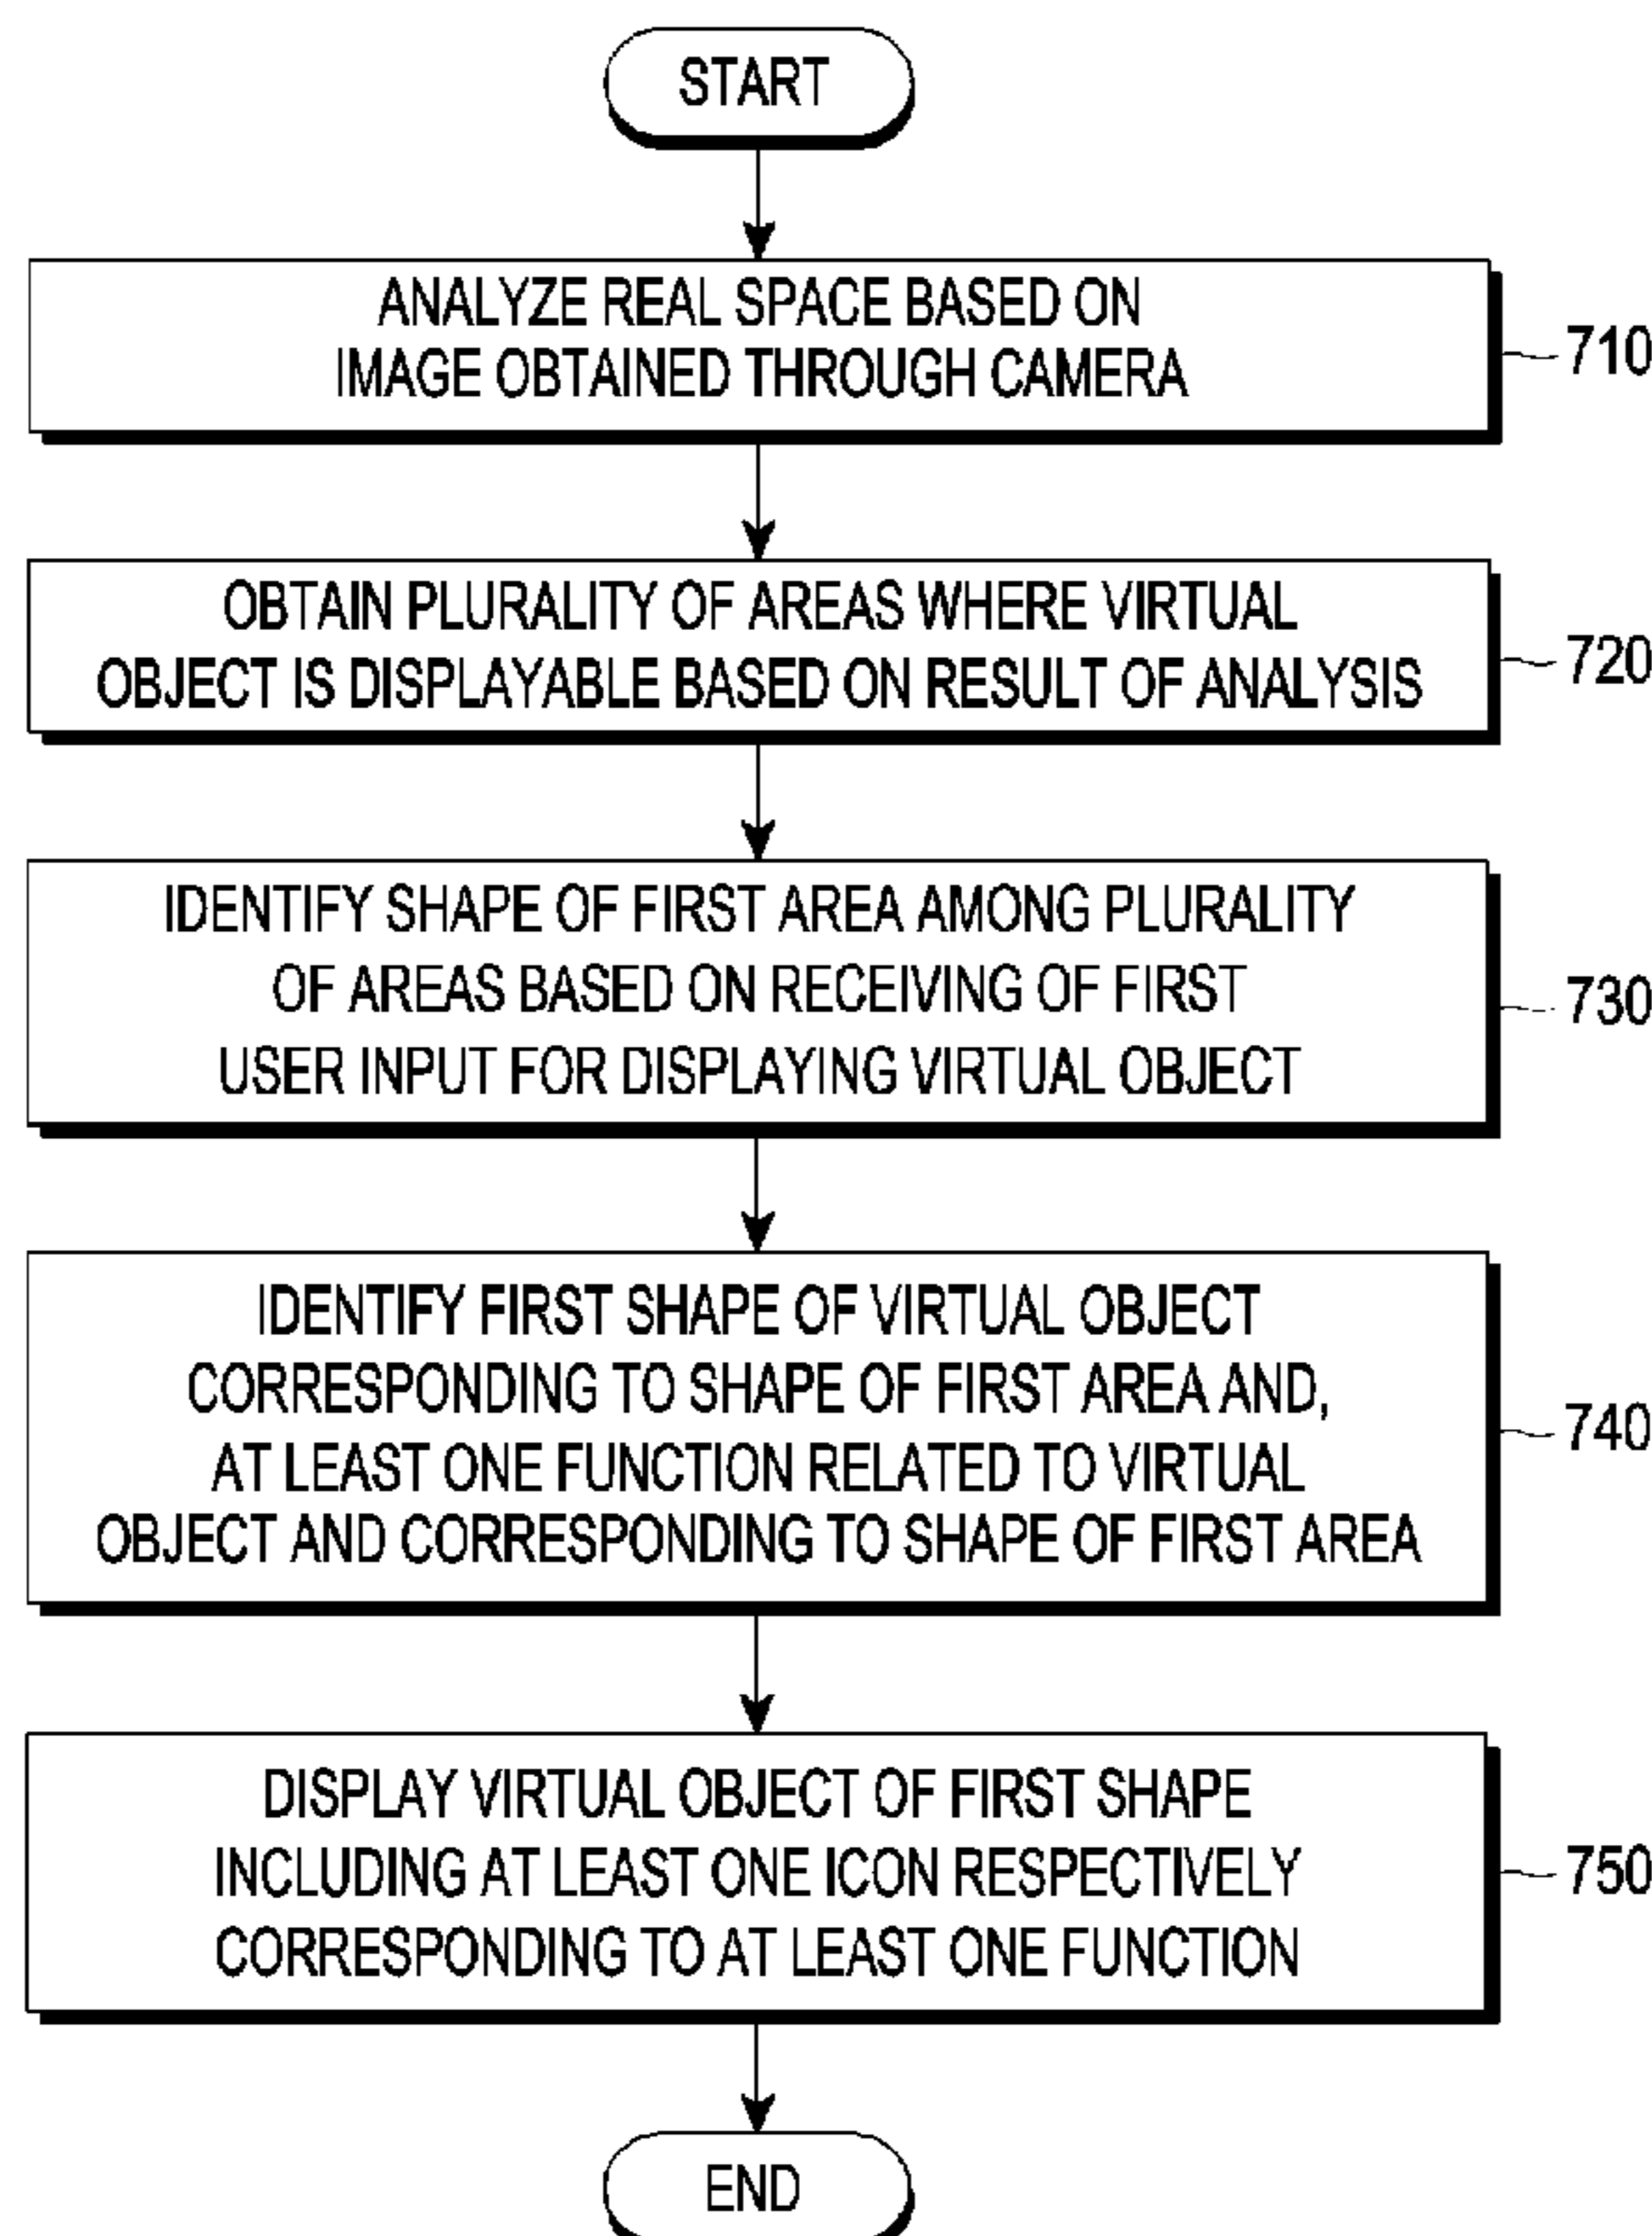 START
ANALYZE REAL SPACE BASED ON
IMAGE OBTAINED THROUGH CAMERA
710
OBTAIN PLURALITY OF AREAS WHERE VIRTUAL
OBJECT IS DISPLAYABLE BASED ON RESULT OF ANALYSIS
720
IDENTIFY SHAPE OF FIRST AREA AMONG PLURALITY
OF AREAS BASED ON RECEIVING OF FIRST
USER INPUT FOR DISPLAYING VIRTUAL OBJECT
730
IDENTIFY FIRST SHAPE OF VIRTUAL OBJECT
CORRESPONDING TO SHAPE OF FIRST AREA AND,
AT LEAST ONE FUNCTION RELATED TO VIRTUAL
OBJECT AND CORRESPONDING TO SHAPE OF FIRST AREA
740
DISPLAY VIRTUAL OBJECT OF FIRST SHAPE
INCLUDING AT LEAST ONE ICON RESPECTIVELY
CORRESPONDING TO AT LEAST ONE FUNCTION
750
END